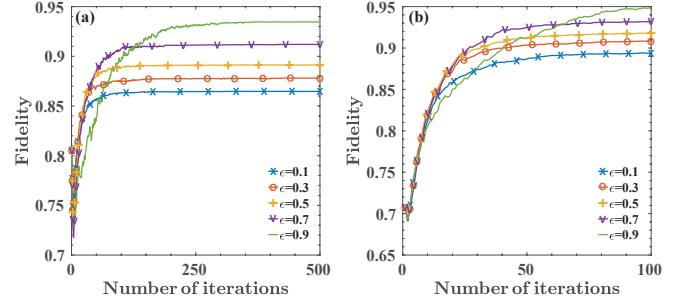 0.95
(a)
0.9
0.85
0.8
0.75
0.7
Fidelity
0
250
500
Number of iterations
ϵ=0.1
ϵ=0.3
ϵ=0.5
ϵ=0.7
ϵ=0.9
0.95
(b)
0.9
0.85
0.8
0.75
0.7
0.65
Fidelity
0
50
100
Number of iterations
ϵ=0.1
ϵ=0.3
ϵ=0.5
ϵ=0.7
ϵ=0.9